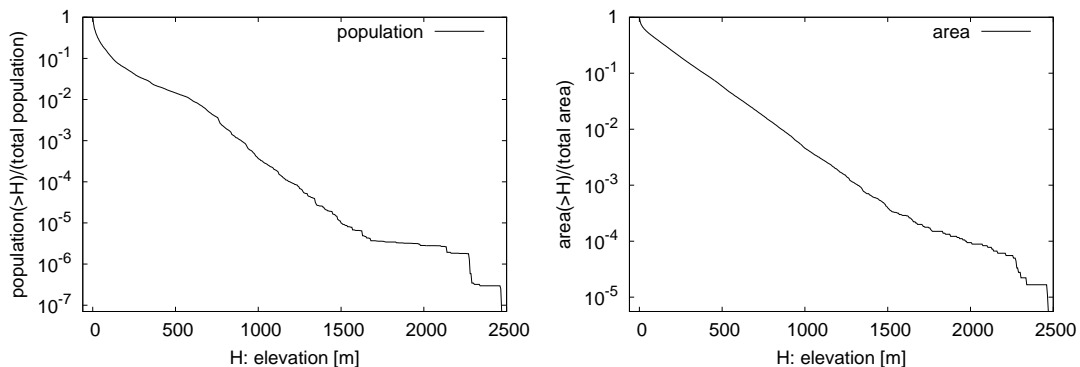 1
10-1
10-2
10-3
10-4
10-5
10-6
10-7
0 500 1000 1500 2000 2500
population(>H)/(total population)
H: elevation [m]
population
1
10-1
10-2
10-3
10-4
10-5
0 500 1000 1500 2000 2500
area(>H)/(total area)
H: elevation [m]
area